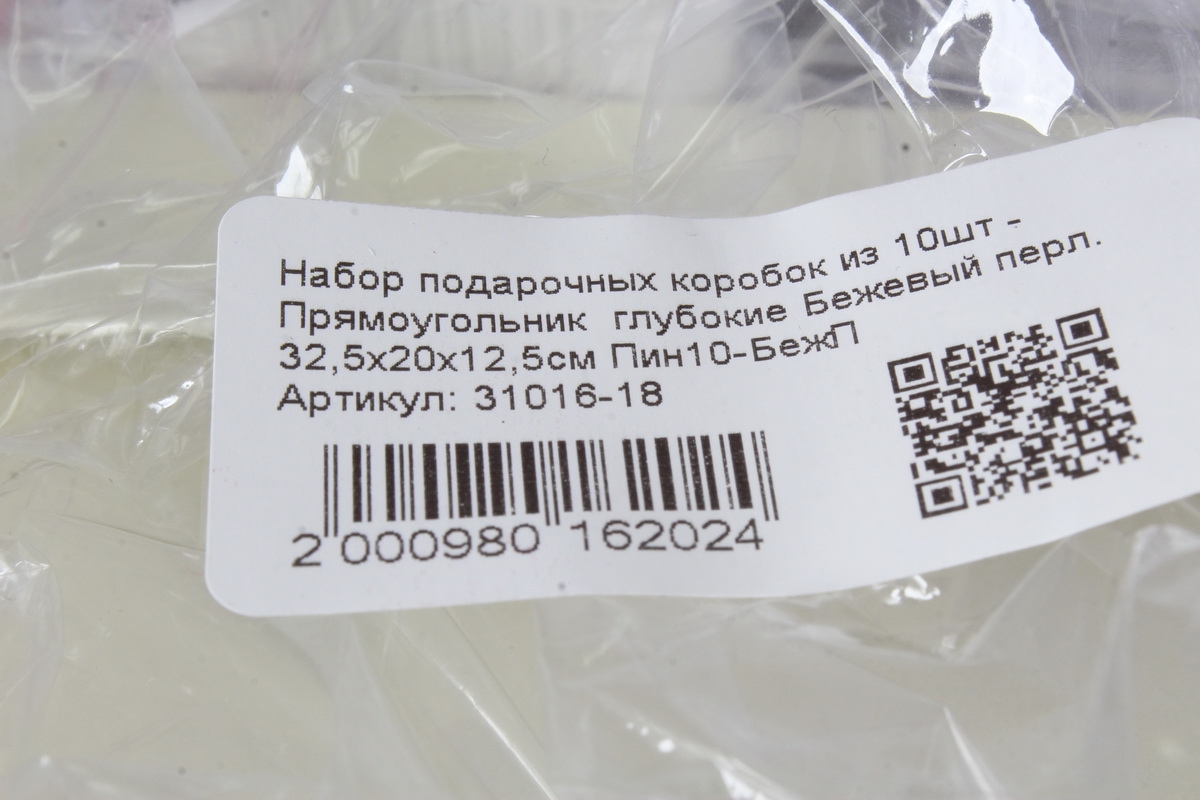 Набор подарочных коробок из 10шт -
Прямоугольник глубокие Бежевый перл.
32,5х20х12,5см Пин10-БежП
Артикул: 31016-18
2 000980 162024